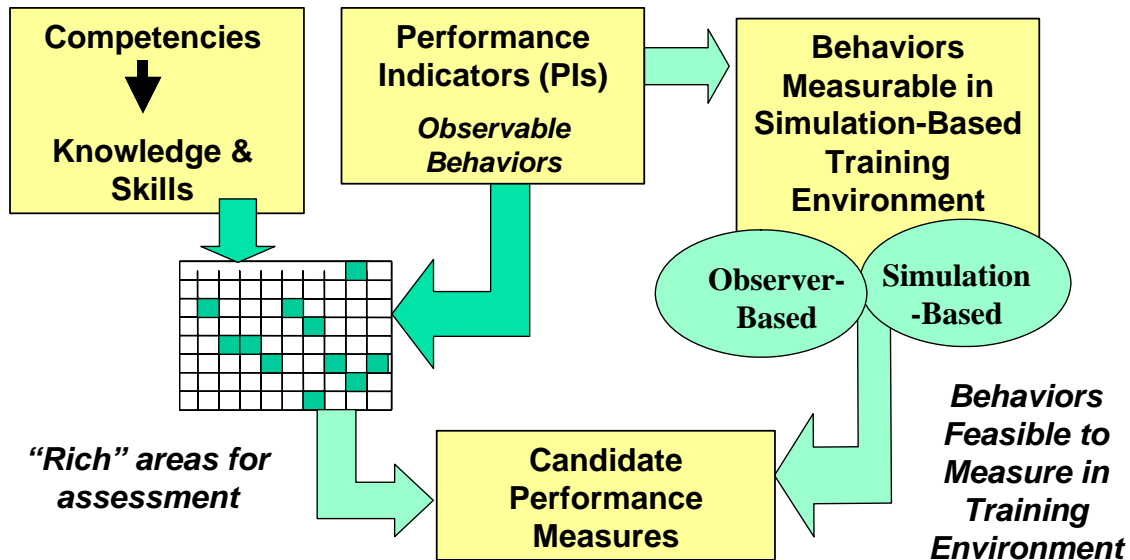 Competencies
Knowledge &
Skills
Performance
Indicators (PIs)
Observable
Behaviors
Behaviors
Measurable in
Simulation-Based
Training
Environment
Observer-
Based
Simulation
-Based
“Rich” areas for
assessment
Candidate
Performance
Measures
Behaviors
Feasible to
Measure in
Training
Environment